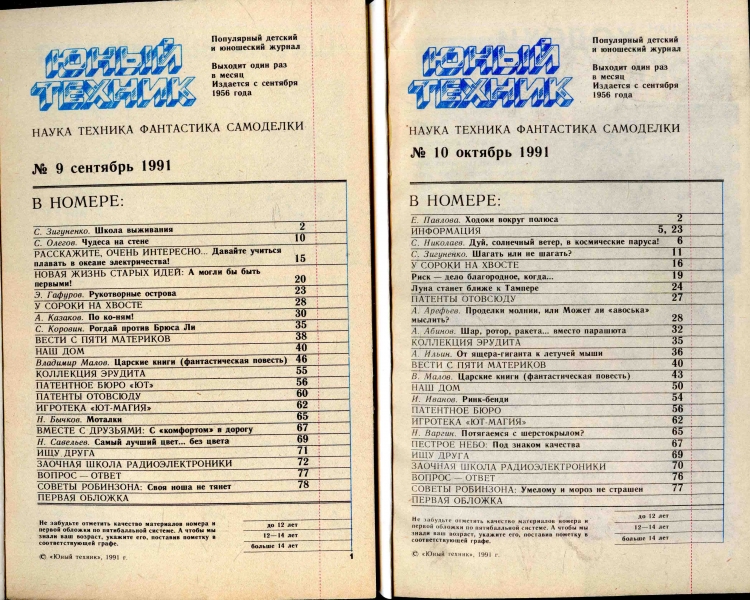 ЮНЫЙ
ТЕХНИК
Популярный детский
и юношеский журнал
Выходит один раз
в месяц
Издается с сентября
1956 года
НАУКА ТЕХНИКА ФАНТАСТИКА САМОДЕЛКИ
№ 9 сентябрь 1991
В НОМЕРЕ:
С. Зигуненко. Школа выживания 2
С. Олегов. Чудеса на стене 10
РАССКАЖИТЕ, ОЧЕНЬ ИНТЕРЕСНО... Давайте учиться
плавать в океане электричества! 15
НОВАЯ ЖИЗНЬ СТАРЫХ ИДЕЙ: А могли бы быть
первыми! 20
Э. Гафуров. Рукотворные острова 23
У СОРОКИ НА ХВОСТЕ 28
А. Казаков. По ко-ням! 30
С. Коровин. Рогдай против Брюса Ли 35
ВЕСТИ С ПЯТИ МАТЕРИКОВ 38
НАШ ДОМ 40
Владимир Малов. Царские книги (фантастическая повесть) 46
КОЛЛЕКЦИЯ ЭРУДИТА 55
ПАТЕНТНОЕ БЮРО «ЮТ» 56
ПАТЕНТЫ ОТОВСЮДУ 60
ИГРОТЕКА «ЮТ-МАГИЯ» 62
Н. Бычков. Моталки 65
ВМЕСТЕ С ДРУЗЬЯМИ: С «комфортом» в дорогу 67
Н. Савельев. Самый лучший цвет... без цвета 69
ИЩУ ДРУГА 71
ЗАОЧНАЯ ШКОЛА РАДИОЭЛЕКТРОНИКИ 72
ВОПРОС — ОТВЕТ 77
СОВЕТЫ РОБИНЗОНА: Своя ноша не тянет 78
ПЕРВАЯ ОБЛОЖКА
Не забудьте отметить качество материалов номера и
первой обложки по пятибалльной системе. А чтобы мы
знали ваш возраст, укажите его, поставив пометку в
соответствующей графе.
до 12 лет
12—14 лет
больше 14 лет
© «Юный техник», 1991 г.
1
ЮНЫЙ
ТЕХНИК
Популярный детский
и юношеский журнал
Выходит один раз
в месяц
Издается с сентября
1956 года
НАУКА ТЕХНИКА ФАНТАСТИКА САМОДЕЛКИ
№ 10 октябрь 1991
В НОМЕРЕ:
Е. Павлова. Ходоки вокруг полюса 2
ИНФОРМАЦИЯ 5, 23
С. Николаев. Дуй, солнечный ветер, в космические паруса! 6
С. Зигуненко. Шагать или не шагать? 11
У СОРОКИ НА ХВОСТЕ 16
Риск — дело благородное, когда... 19
Луна станет ближе к Тампере 24
ПАТЕНТЫ ОТОВСЮДУ 27
А. Арефьев. Проделки молнии, или Может ли «авоська»
мыслить? 28
А. Абинов. Шар, ротор, ракета... вместо парашюта 32
КОЛЛЕКЦИЯ ЭРУДИТА 35
А. Ильин. От ящера-гиганта к летучей мыши 36
ВЕСТИ С ПЯТИ МАТЕРИКОВ 40
В. Малов. Царские книги (фантастическая повесть) 43
НАШ ДОМ 50
И. Иванов. Ринк-бенди 54
ПАТЕНТНОЕ БЮРО 56
ИГРОТЕКА «ЮТ-МАГИЯ» 62
Н. Варгин. Потягаемся с шерстокрылом? 65
ПЕСТРОЕ НЕБО: Под знаком качества 67
ИЩУ ДРУГА 69
ЗАОЧНАЯ ШКОЛА РАДИОЭЛЕКТРОНИКИ 70
ВОПРОС — ОТВЕТ 76
СОВЕТЫ РОБИНЗОНА: Умелому и мороз не страшен 77
ПЕРВАЯ ОБЛОЖКА
Не забудьте отметить качество материалов номера и
первой обложки по пятибалльной системе. А чтобы мы
знали ваш возраст, укажите его, поставив пометку в
соответствующей графе.
до 12 лет
12—14 лет
больше 14 лет
© «Юный техник», 1991 г.